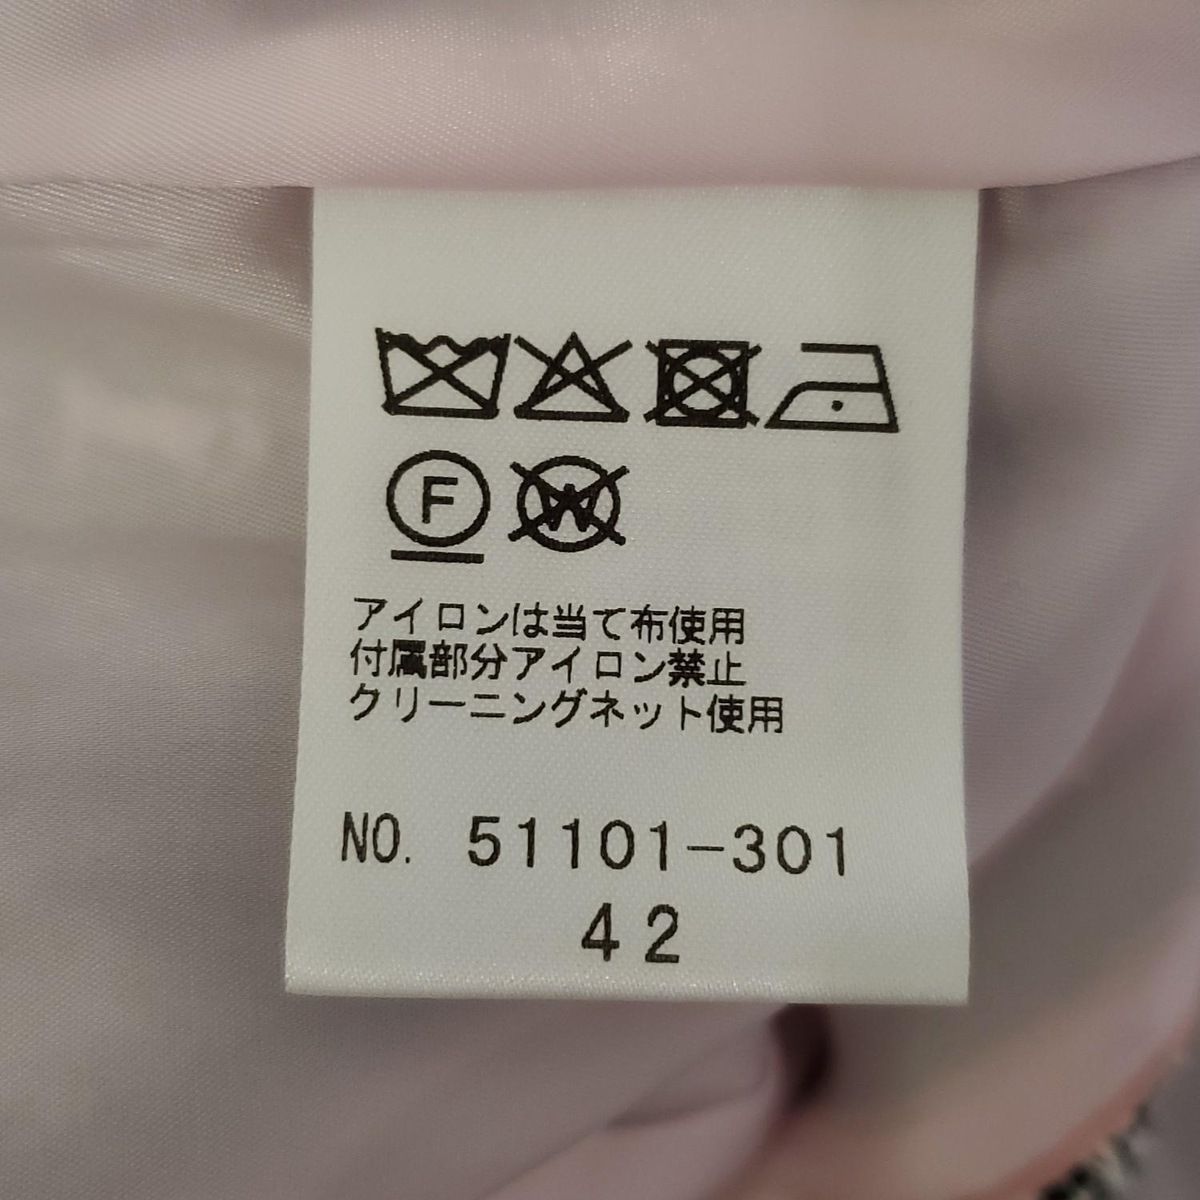 F W
アイロンは当て布使用
付属部分アイロン禁止
クリーニングネット使用
NO. 51101-301
42